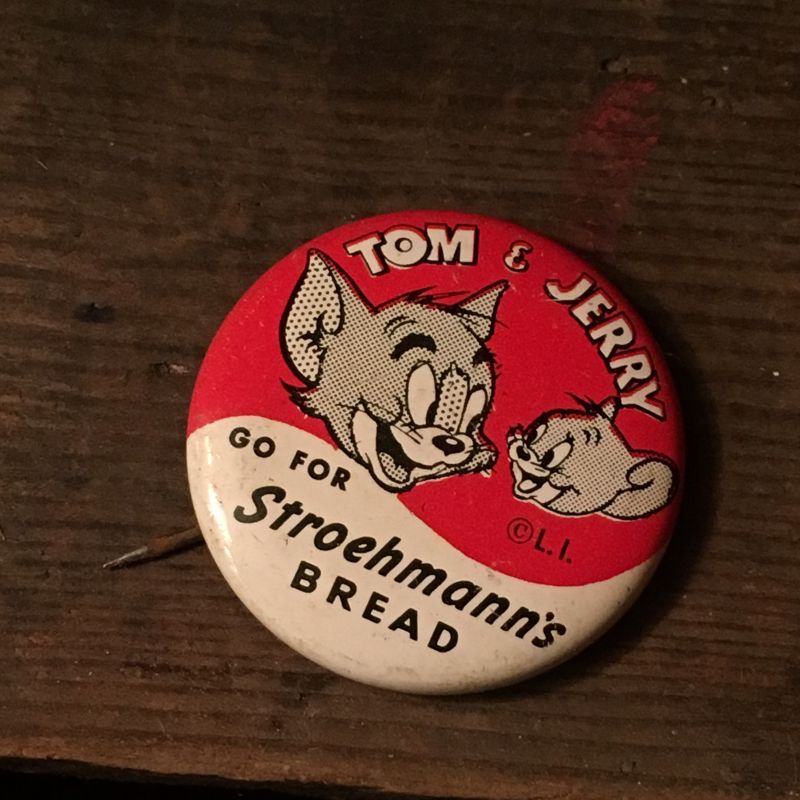 TOM & JERRY
GO FOR
Stroehmann's
BREAD
©L.I.